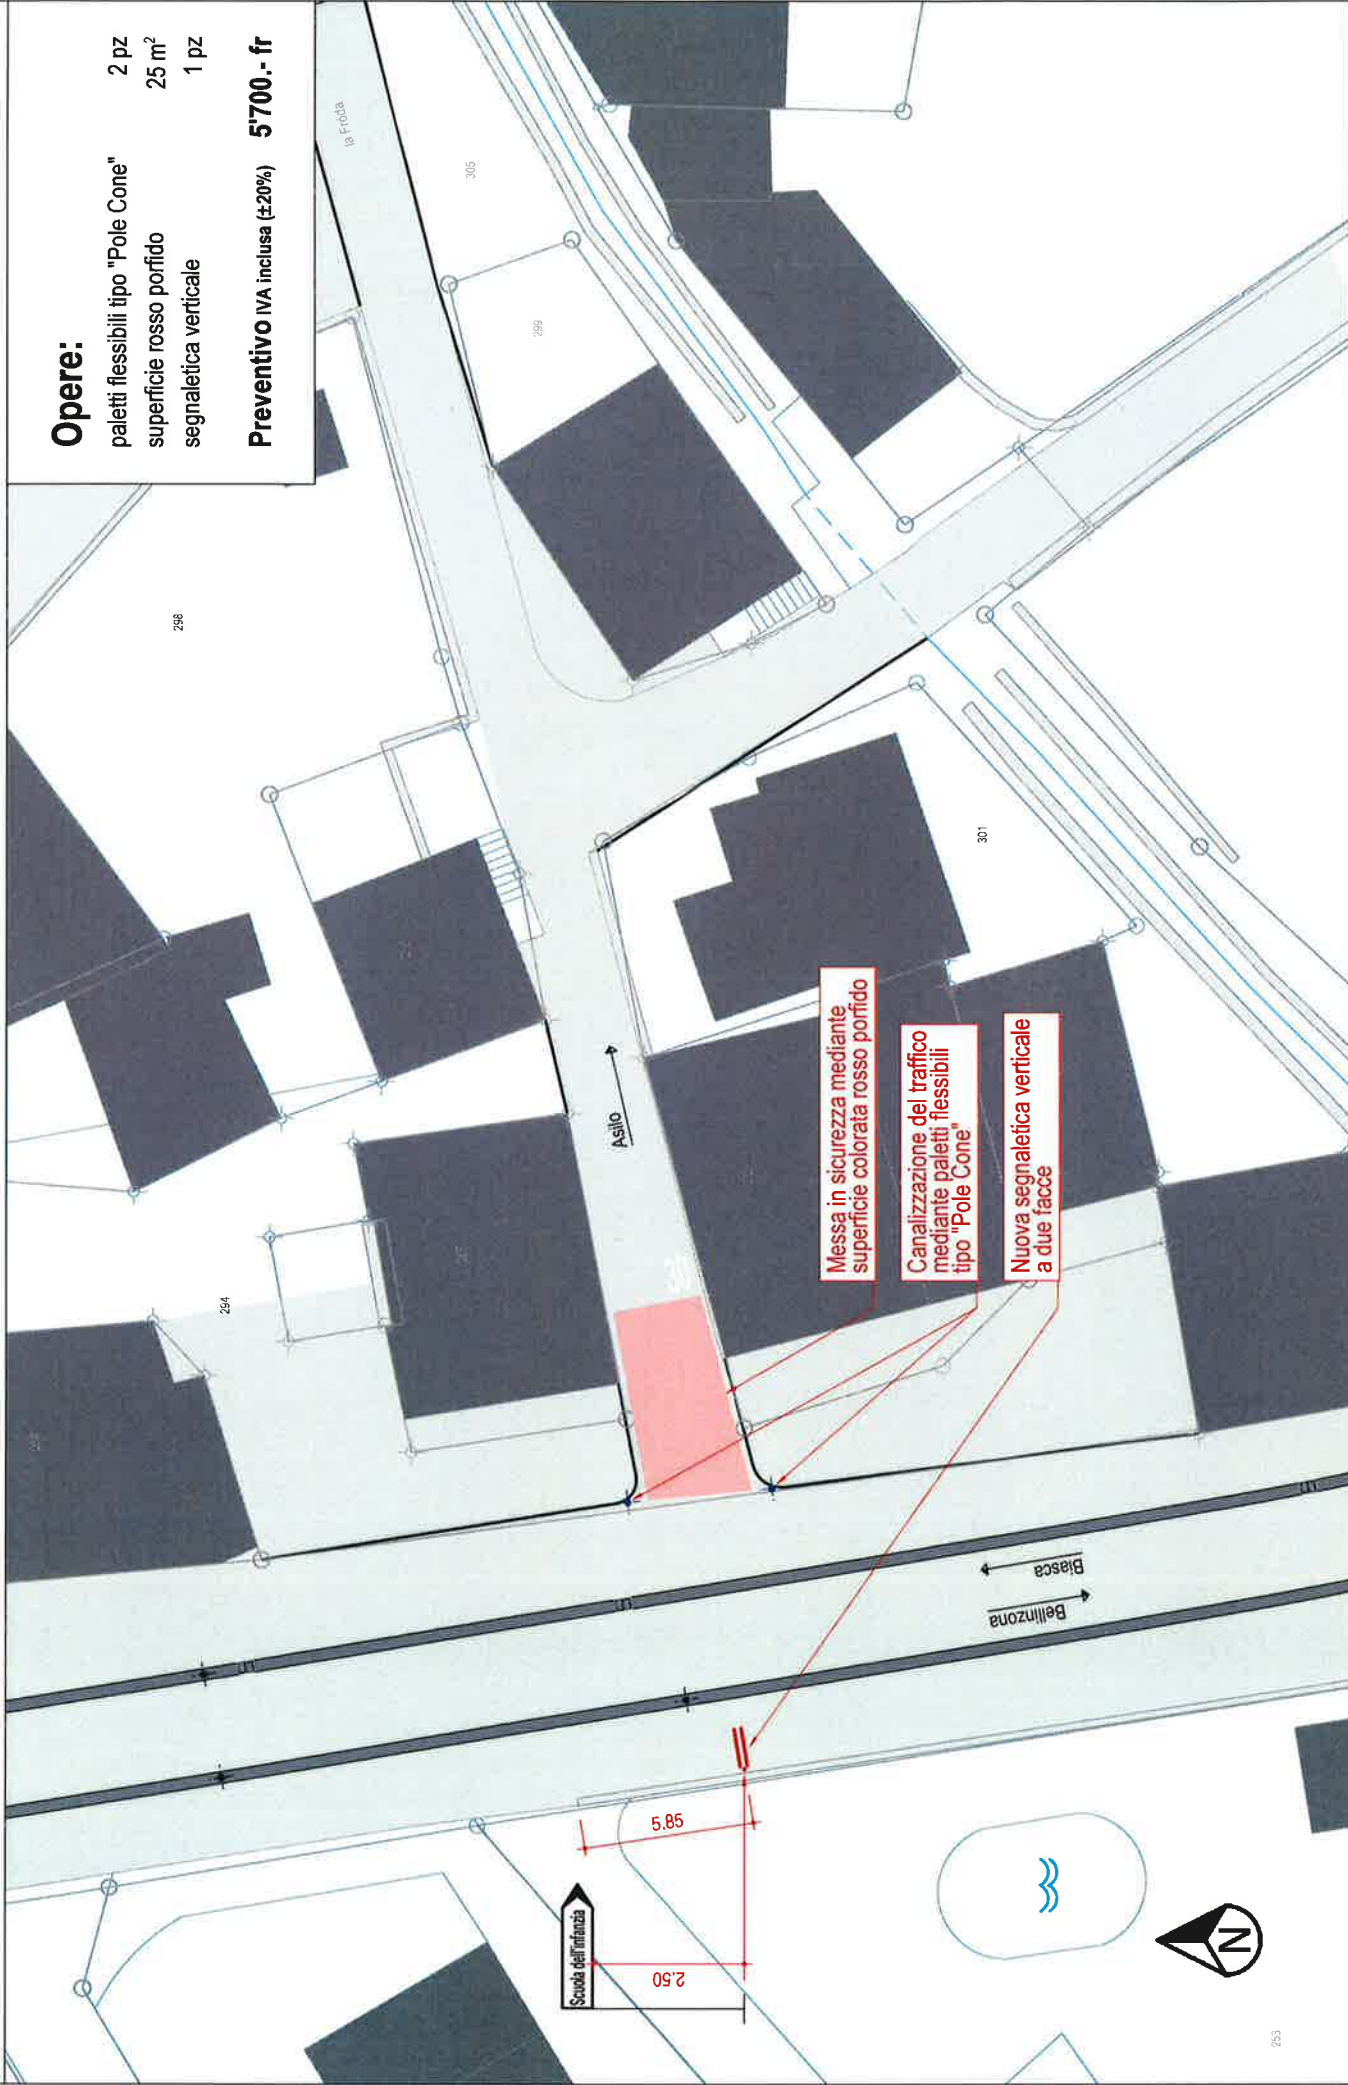 Opere:
paletti flessibili tipo "Pole Cone" 2 pz
superficie rosso porfido 25 m²
segnaletica verticale 1 pz
Preventivo IVA inclusa (±20%) 5'700.- fr
la Fróda
305
299
298
301
294
Asilo
30
Messa in sicurezza mediante
superficie colorata rosso porfido
Canalizzazione del traffico
mediante paletti flessibili
tipo "Pole Cone"
Nuova segnaletica verticale
a due facce
Biasca
Bellinzona
5.85
2.50
Scuola dell'infanzia
N
253